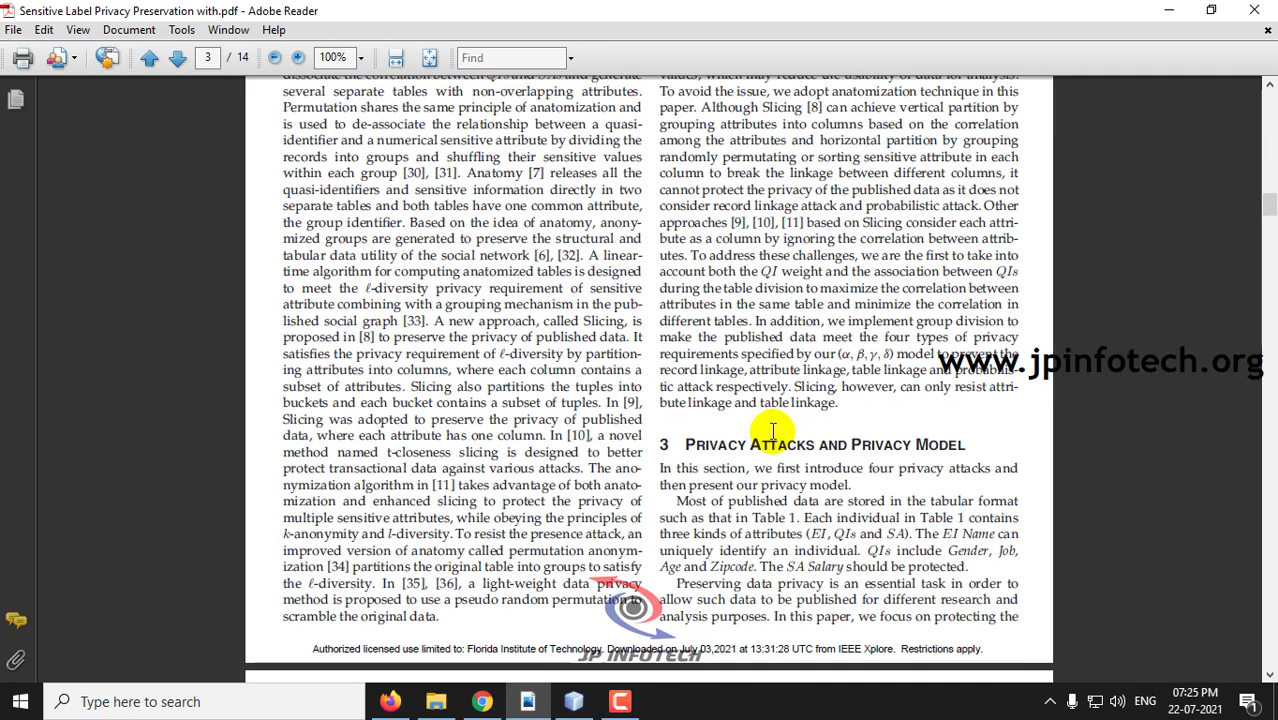 Sensitive Label Privacy Preservation with.pdf - Adobe Reader
File Edit View Document Tools Window Help
3 / 14 100% Find
dissociate the correlation between QIs and SAs and generate
several separate tables with non-overlapping attributes.
Permutation shares the same principle of anatomization and
is used to de-associate the relationship between a quasi-
identifier and a numerical sensitive attribute by dividing the
records into groups and shuffling their sensitive values
within each group [30], [31]. Anatomy [7] releases all the
quasi-identifiers and sensitive information directly in two
separate tables and both tables have one common attribute,
the group identifier. Based on the idea of anatomy, anony-
mized groups are generated to preserve the structural and
tabular data utility of the social network [6], [32]. A linear-
time algorithm for computing anatomized tables is designed
to meet the ℓ-diversity privacy requirement of sensitive
attribute combining with a grouping mechanism in the pub-
lished social graph [33]. A new approach, called Slicing, is
proposed in [8] to preserve the privacy of published data. It
satisfies the privacy requirement of ℓ-diversity by partition-
ing attributes into columns, where each column contains a
subset of attributes. Slicing also partitions the tuples into
buckets and each bucket contains a subset of tuples. In [9],
Slicing was adopted to preserve the privacy of published
data, where each attribute has one column. In [10], a novel
method named t-closeness slicing is designed to better
protect transactional data against various attacks. The ano-
nymization algorithm in [11] takes advantage of both anato-
mization and enhanced slicing to protect the privacy of
multiple sensitive attributes, while obeying the principles of
k-anonymity and l-diversity. To resist the presence attack, an
improved version of anatomy called permutation anonym-
ization [34] partitions the original table into groups to satisfy
the ℓ-diversity. In [35], [36], a light-weight data privacy
method is proposed to use a pseudo random permutation to
scramble the original data.
values, which may reduce the usability of data for analysis.
To avoid the issue, we adopt anatomization technique in this
paper. Although Slicing [8] can achieve vertical partition by
grouping attributes into columns based on the correlation
among the attributes and horizontal partition by grouping
randomly permutating or sorting sensitive attribute in each
column to break the linkage between different columns, it
cannot protect the privacy of the published data as it does not
consider record linkage attack and probabilistic attack. Other
approaches [9], [10], [11] based on Slicing consider each attri-
bute as a column by ignoring the correlation between attrib-
utes. To address these challenges, we are the first to take into
account both the QI weight and the association between QIs
during the table division to maximize the correlation between
attributes in the same table and minimize the correlation in
different tables. In addition, we implement group division to
make the published data meet the four types of privacy
requirements specified by our (α, β, γ, δ) model to prevent the
record linkage, attribute linkage, table linkage and probabilis-
tic attack respectively. Slicing, however, can only resist attri-
bute linkage and table linkage.
www.jpinfotech.org
3 PRIVACY ATTACKS AND PRIVACY MODEL
In this section, we first introduce four privacy attacks and
then present our privacy model.
Most of published data are stored in the tabular format
such as that in Table 1. Each individual in Table 1 contains
three kinds of attributes (EI, QIs and SA). The EI Name can
uniquely identify an individual. QIs include Gender, Job,
Age and Zipcode. The SA Salary should be protected.
Preserving data privacy is an essential task in order to
allow such data to be published for different research and
analysis purposes. In this paper, we focus on protecting the
Authorized licensed use limited to: Florida Institute of Technology. Downloaded on July 03,2021 at 13:31:28 UTC from IEEE Xplore. Restrictions apply.
JP INFOTECH
Type here to search
ENG
07:25 PM
22-07-2021
1